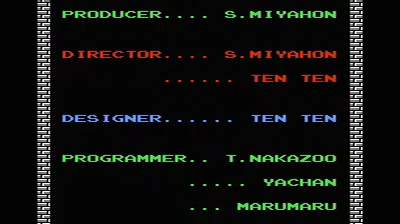 PRODUCER.... S.MIYAHON
DIRECTOR.... S.MIYAHON
...... TEN TEN
DESIGNER...... TEN TEN
PROGRAMMER.. T.NAKAZOO
..... YACHAN
... MARUMARU